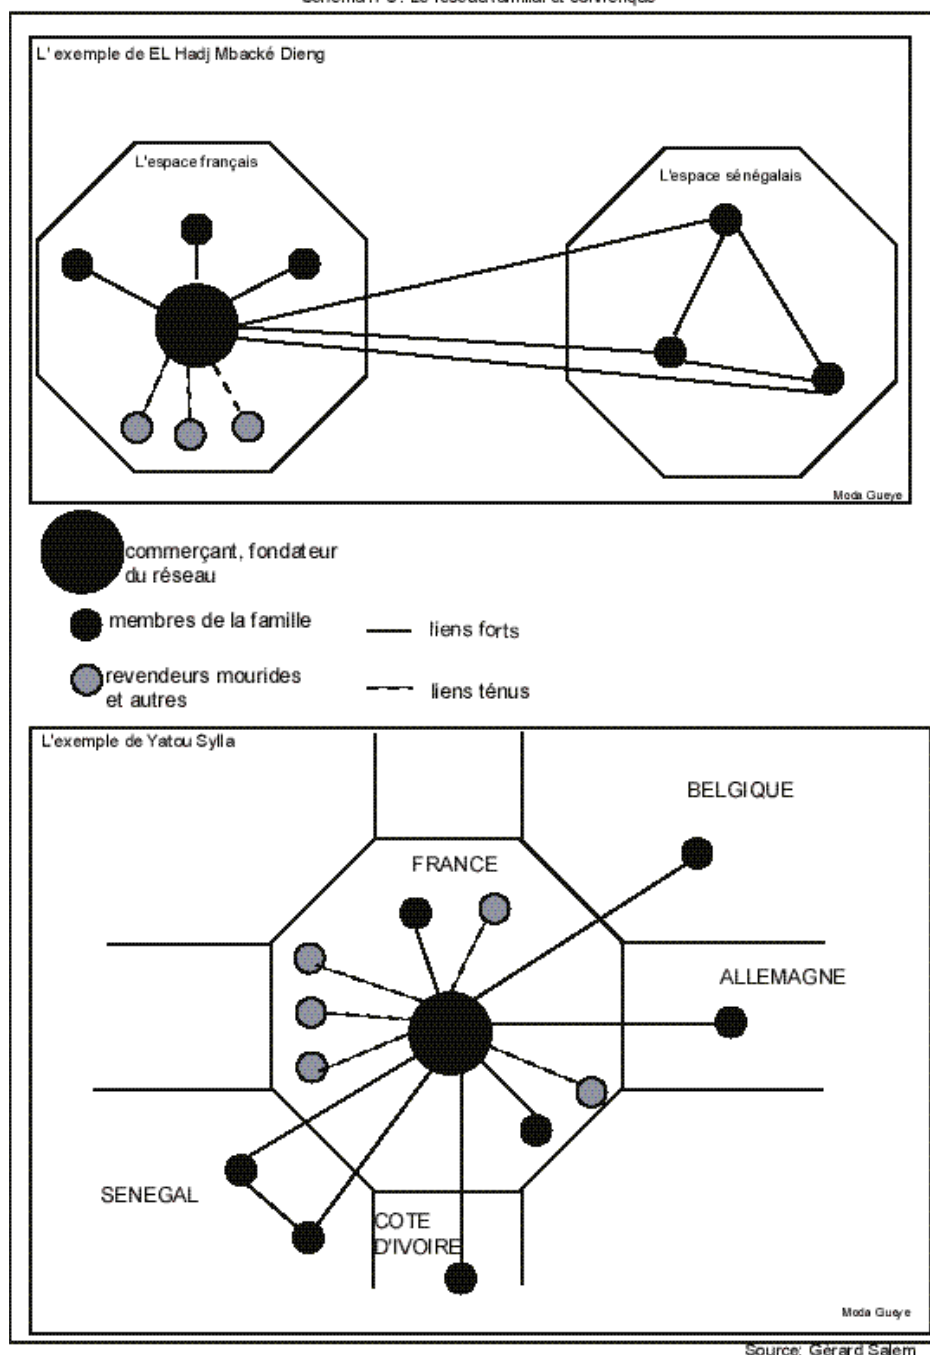 L' exemple de EL Hadj Mbacké Dieng
L'espace français
L'espace sénégalais
Moda Gueye
commerçant, fondateur
du réseau
membres de la famille
liens forts
revendeurs mourides
et autres
liens ténus
L'exemple de Yatou Sylla
BELGIQUE
FRANCE
ALLEMAGNE
SENEGAL
COTE
D'IVOIRE
Moda Gueye
Source: Gérard Salem